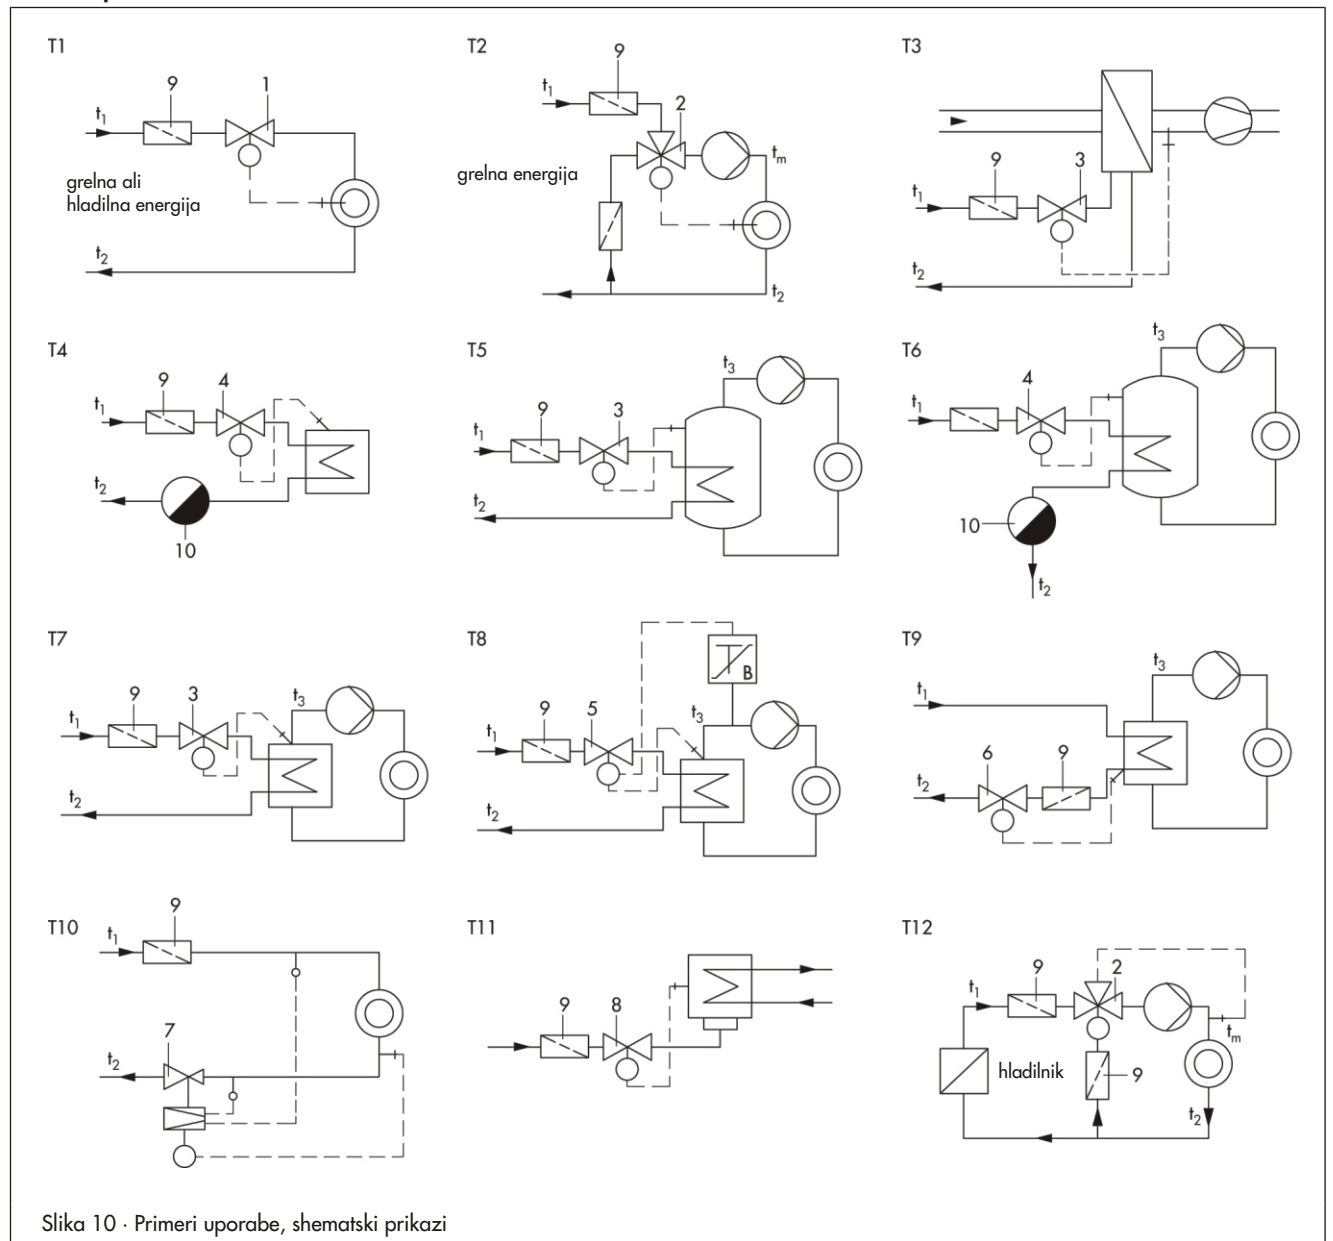 T1
9
1
t1
grelna ali
hladilna energija
t2
T2
9
t1
2
tm
grelna energija
t2
T3
9
3
t1
t2
T4
9
4
t1
t2
10
T5
t3
9
3
t1
t2
T6
t3
4
t1
10
t2
T7
9
3
t3
t1
t2
T8
B
9
5
t3
t1
t2
T9
t3
t1
6
9
t2
T10
9
t1
7
t2
T11
9
8
T12
9
2
t1
tm
hladilnik
9
t2
Slika 10 · Primeri uporabe, shematski prikazi